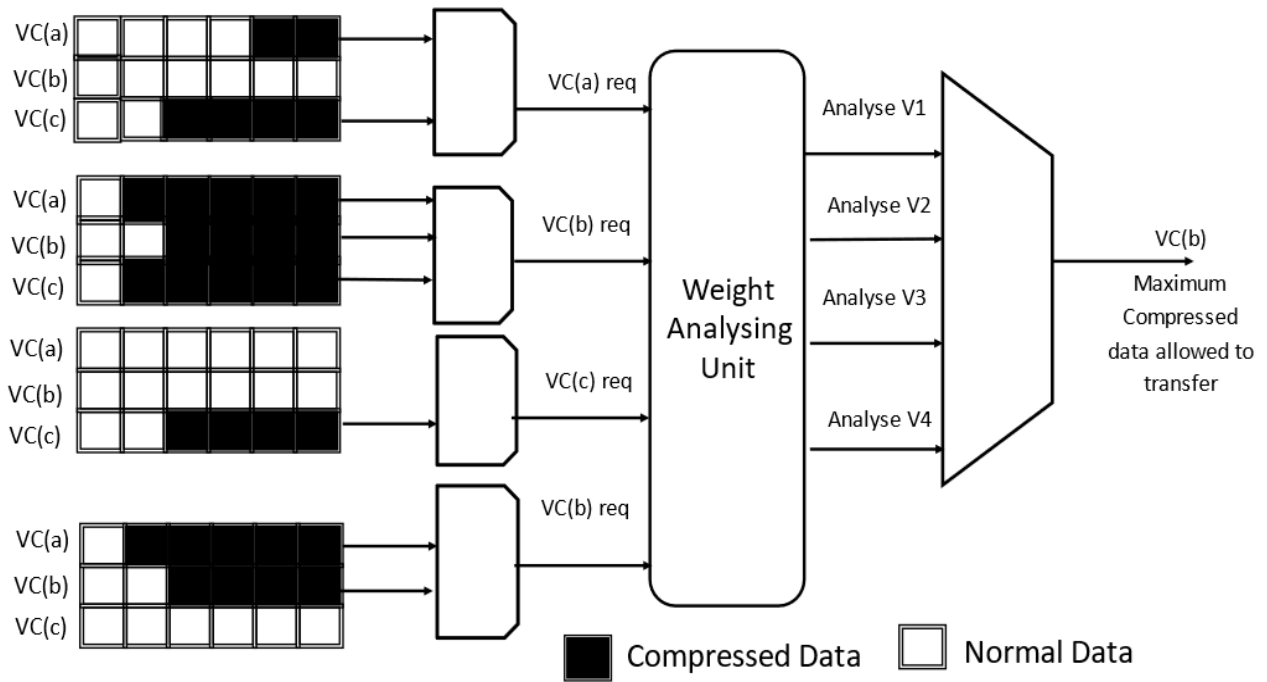 VC(a)
VC(b)
VC(c)
VC(a) req
VC(a)
VC(b)
VC(c)
VC(b) req
VC(a)
VC(b)
VC(c)
VC(c) req
VC(a)
VC(b)
VC(c)
VC(b) req
Weight
Analysing
Unit
Analyse V1
Analyse V2
Analyse V3
Analyse V4
VC(b)
Maximum
Compressed
data allowed to
transfer
Compressed Data
Normal Data